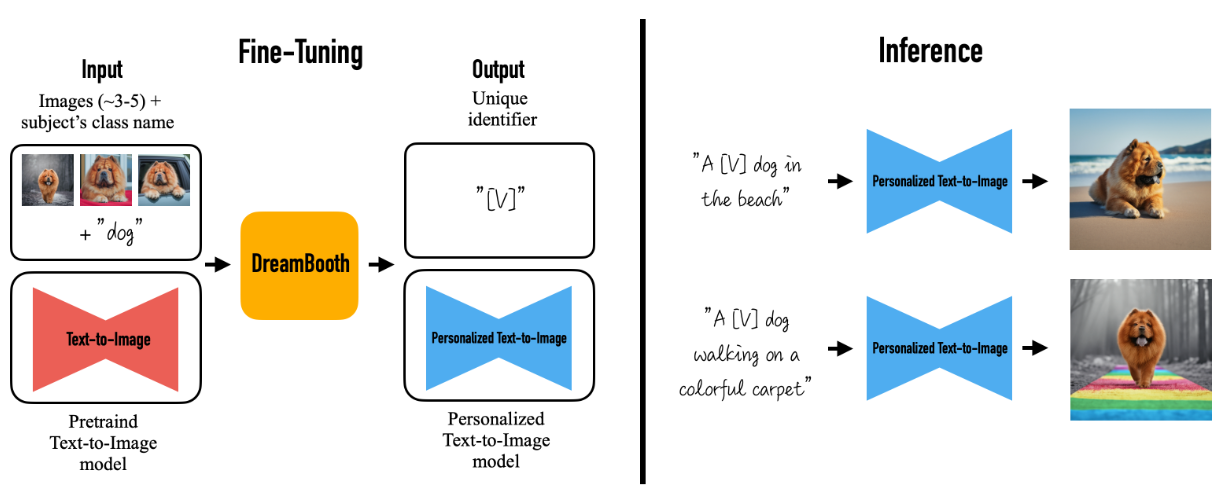 Fine-Tuning
Input
Images (~3-5) +
subject's class name
+ "dog"
Text-to-Image
Pretraind
Text-to-Image
model
DreamBooth
Output
Unique
identifier
"[V]"
Personalized Text-to-Image
Personalized
Text-to-Image
model
Inference
"A [V] dog in
the beach"
Personalized Text-to-Image
"A [V] dog
walking on a
colorful carpet"
Personalized Text-to-Image